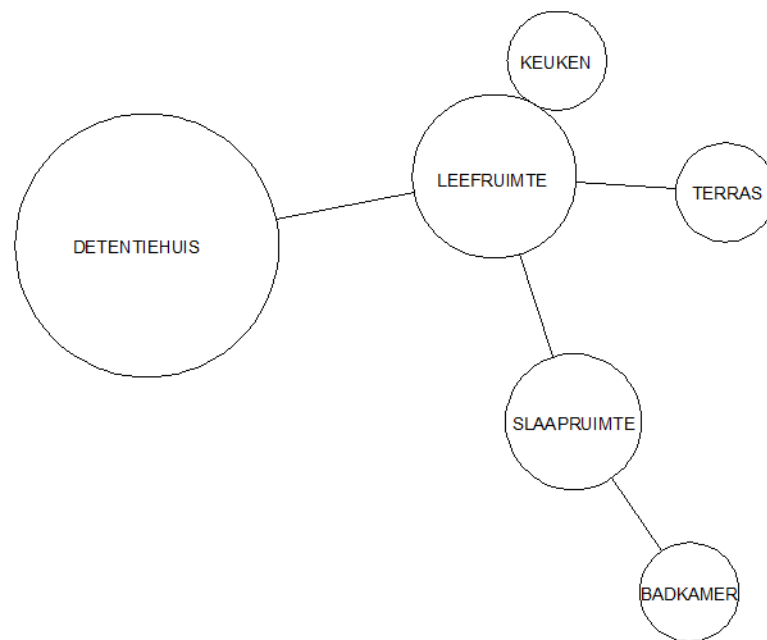 KEUKEN
LEEFRUIMTE
TERRAS
DETENTIEHUIS
SLAAPRUIMTE
BADKAMER